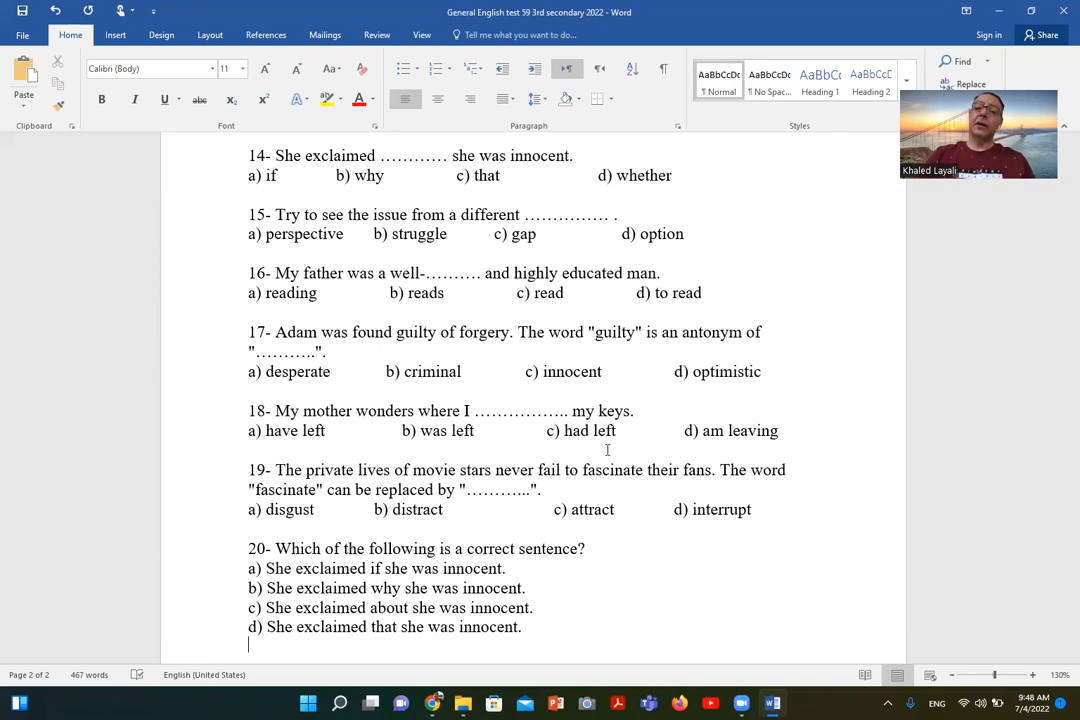 General English test 59 3rd secondary 2022 - Word
File Home Insert Design Layout References Mailings Review View Tell me what you want to do... Sign in Share
Calibri (Body) 11 Find
Replace
Paste
AaBbCcDc AaBbCcDc AaBbCc AaBbCcD
¶ Normal ¶ No Spac... Heading 1 Heading 2
Clipboard Font Paragraph Styles
Khaled Layali
14- She exclaimed ………… she was innocent.
a) if b) why c) that d) whether
15- Try to see the issue from a different …………… .
a) perspective b) struggle c) gap d) option
16- My father was a well-………. and highly educated man.
a) reading b) reads c) read d) to read
17- Adam was found guilty of forgery. The word "guilty" is an antonym of
"………..".
a) desperate b) criminal c) innocent d) optimistic
18- My mother wonders where I …………….. my keys.
a) have left b) was left c) had left d) am leaving
19- The private lives of movie stars never fail to fascinate their fans. The word
"fascinate" can be replaced by "………...".
a) disgust b) distract c) attract d) interrupt
20- Which of the following is a correct sentence?
a) She exclaimed if she was innocent.
b) She exclaimed why she was innocent.
c) She exclaimed about she was innocent.
d) She exclaimed that she was innocent.
Page 2 of 2 467 words English (United States) 130%
ENG 9:48 AM
7/4/2022